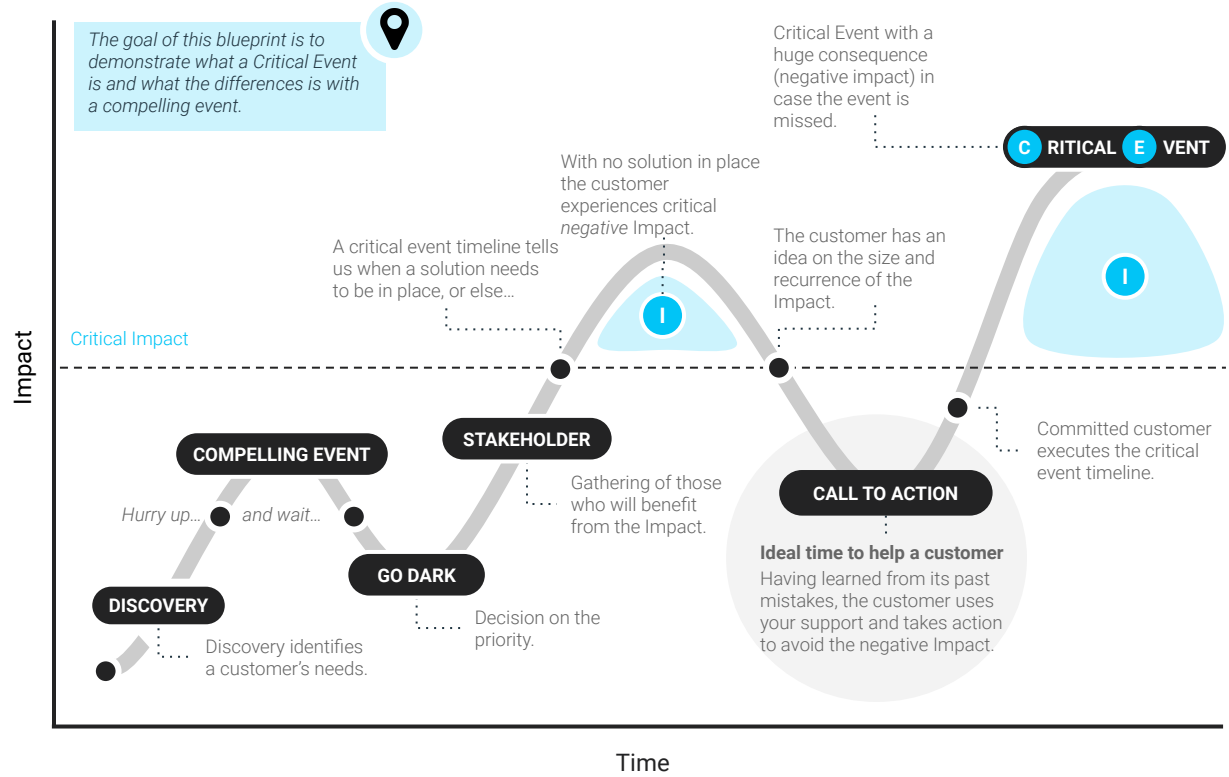 The goal of this blueprint is to
demonstrate what a Critical Event
is and what the differences is with
a compelling event.
Critical Event with a
huge consequence
(negative impact) in
case the event is
missed.
C RITICAL E VENT
With no solution in place
the customer
experiences critical
negative Impact.
A critical event timeline tells
us when a solution needs
to be in place, or else…
The customer has an
idea on the size and
recurrence of the
Impact.
I
I
Critical Impact
Impact
COMPELLING EVENT
Hurry up… and wait…
STAKEHOLDER
Gathering of those
who will benefit
from the Impact.
Committed customer
executes the critical
event timeline.
CALL TO ACTION
Ideal time to help a customer
Having learned from its past
mistakes, the customer uses
your support and takes action
to avoid the negative Impact.
GO DARK
Decision on the
priority.
DISCOVERY
Discovery identifies
a customer's needs.
Time